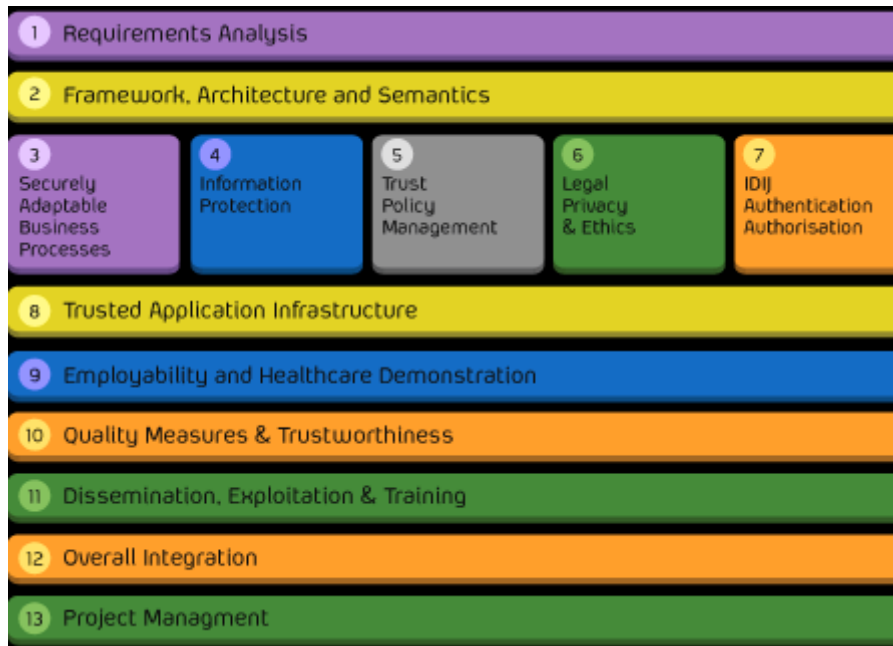 1 Requirements Analysis
2 Framework, Architecture and Semantics
3
Securely
Adaptable
Business
Processes
4
Information
Protection
5
Trust
Policy
Management
6
Legal
Privacy
& Ethics
7
IDIJ
Authentication
Authorisation
8 Trusted Application Infrastructure
9 Employability and Healthcare Demonstration
10 Quality Measures & Trustworthiness
11 Dissemination, Exploitation & Training
12 Overall Integration
13 Project Managment